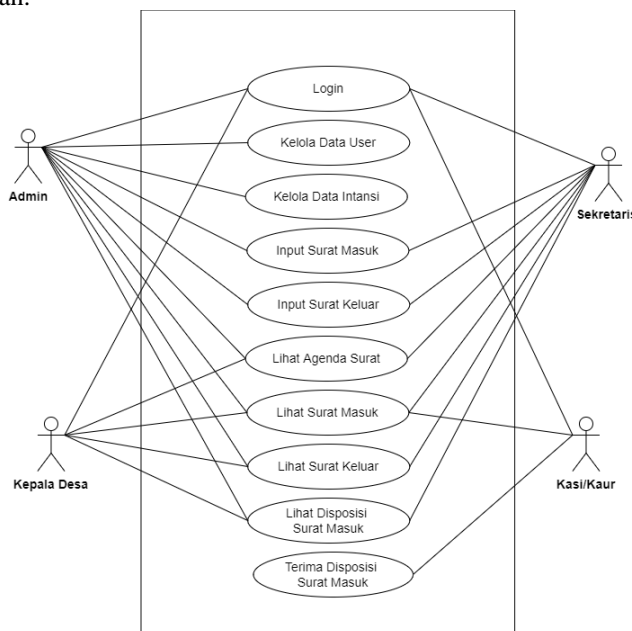 Login
Kelola Data User
Admin
Kelola Data Intansi
Sekretaris
Input Surat Masuk
Input Surat Keluar
Lihat Agenda Surat
Lihat Surat Masuk
Lihat Surat Keluar
Kepala Desa
Kasi/Kaur
Lihat Disposisi
Surat Masuk
Terima Disposisi
Surat Masuk